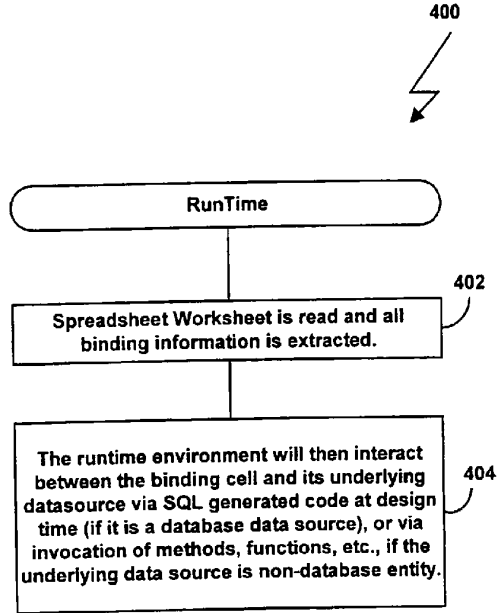 400
RunTime
402
Spreadsheet Worksheet is read and all
binding information is extracted.
The runtime environment will then interact
between the binding cell and its underlying
datasource via SQL generated code at design
time (if it is a database data source), or via
invocation of methods, functions, etc., if the
underlying data source is non-database entity.
404